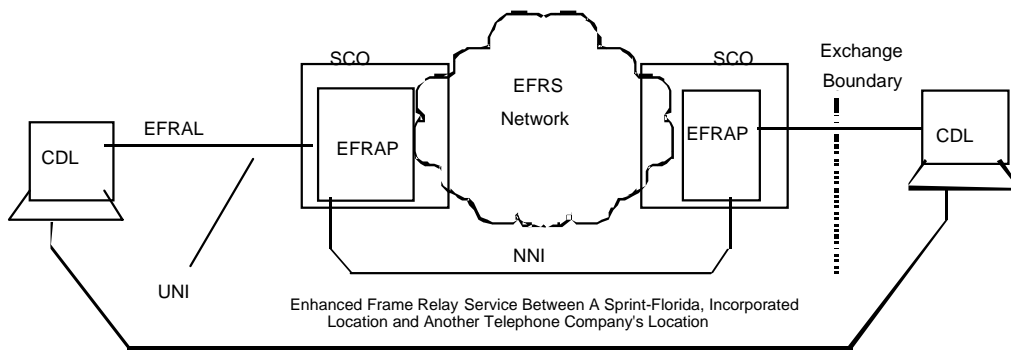 SCO
SCO
Exchange
Boundary
EFRS
Network
EFRAL
EFRAP
EFRAP
CDL
CDL
NNI
UNI
Enhanced Frame Relay Service Between A Sprint-Florida, Incorporated
Location and Another Telephone Company's Location